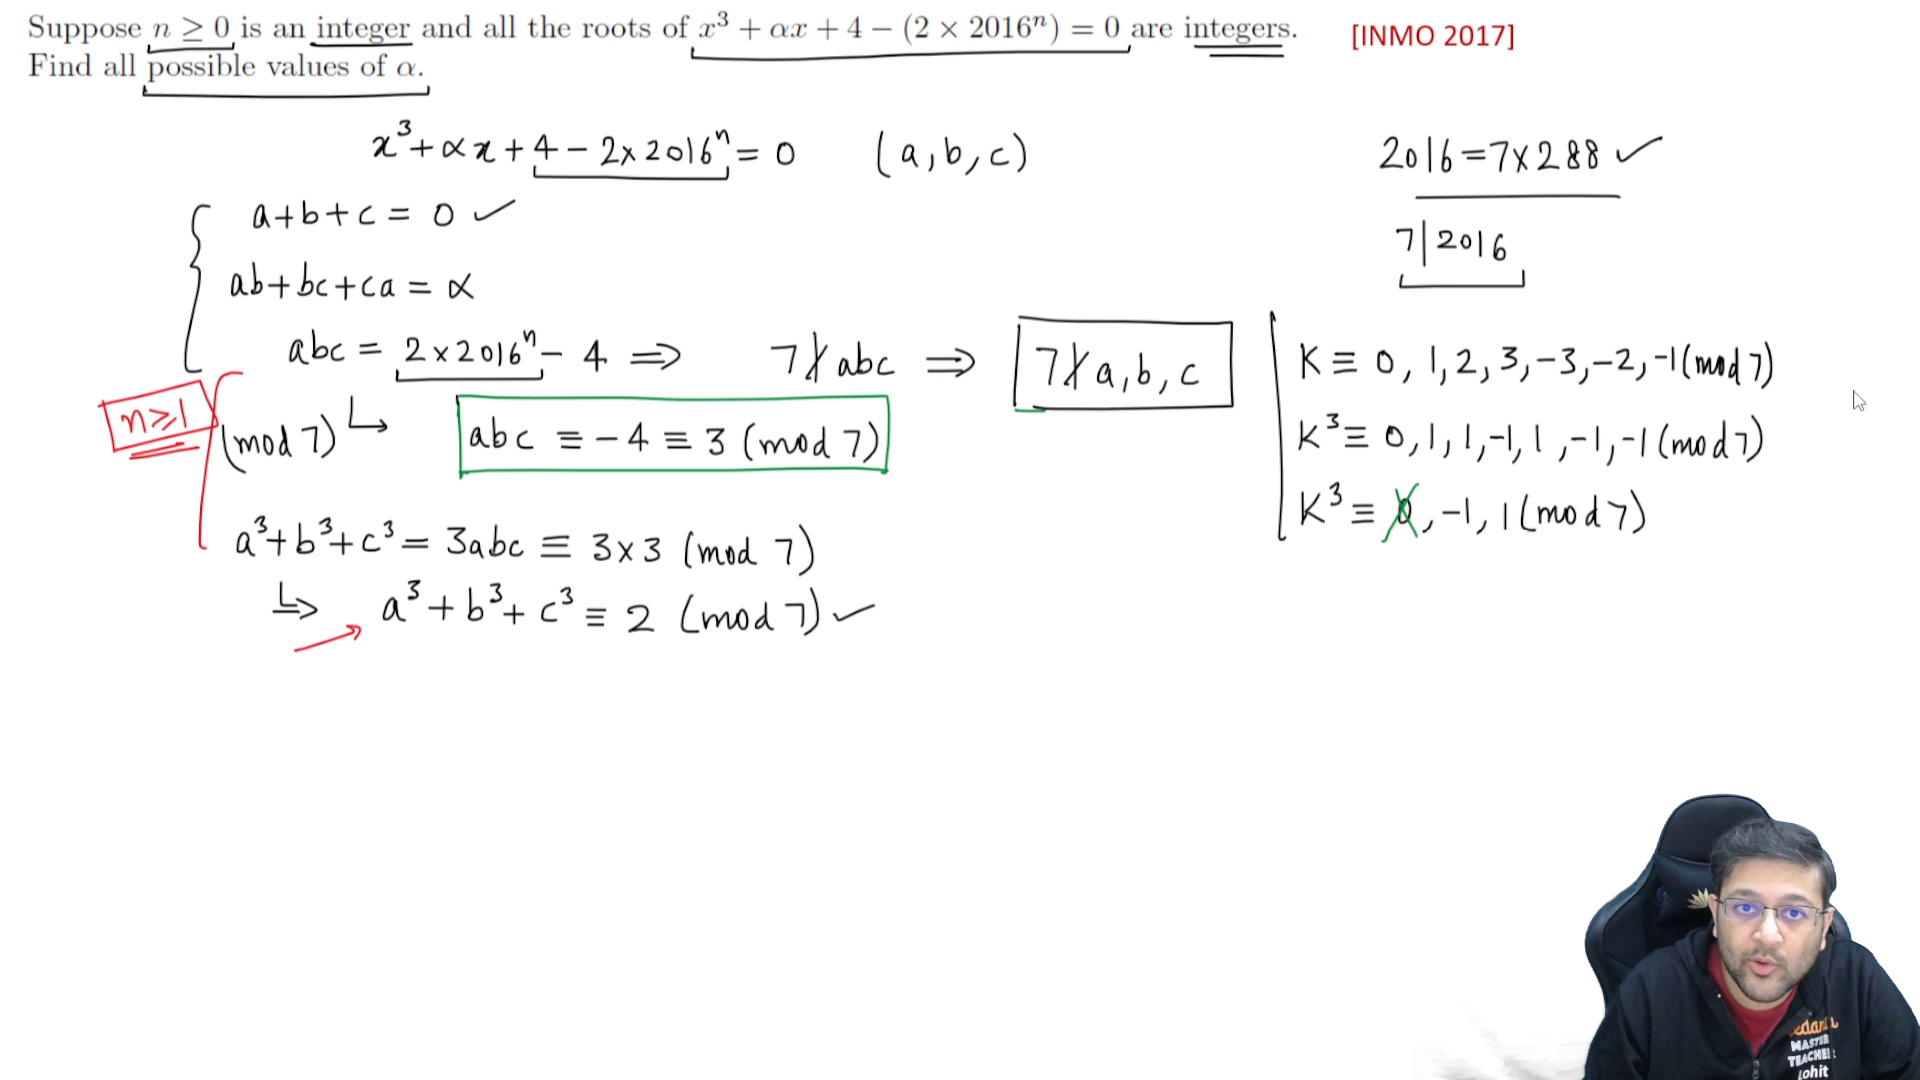 Suppose n ≥ 0 is an integer and all the roots of x³ + αx + 4 − (2 × 2016ⁿ) = 0 are integers. [INMO 2017]
Find all possible values of α.
x³+αx+4−2×2016ⁿ = 0 (a,b,c)
2016=7×288 ✓
a+b+c = 0 ✓
7|2016
ab+bc+ca = α
abc = 2×2016ⁿ−4 ⇒ 7∤abc ⇒ 7∤a,b,c
K ≡ 0, 1,2,3,−3,−2,−1(mod 7)
n≥1
(mod 7) ↳ abc ≡ −4 ≡ 3 (mod 7)
K³≡ 0,1,1,−1,1,−1,−1(mod 7)
K³ ≡ 0,−1,1(mod 7)
a³+b³+c³= 3abc ≡ 3×3 (mod 7)
↳ a³+b³+c³ ≡ 2 (mod 7) ✓
MASTER
TEACHER